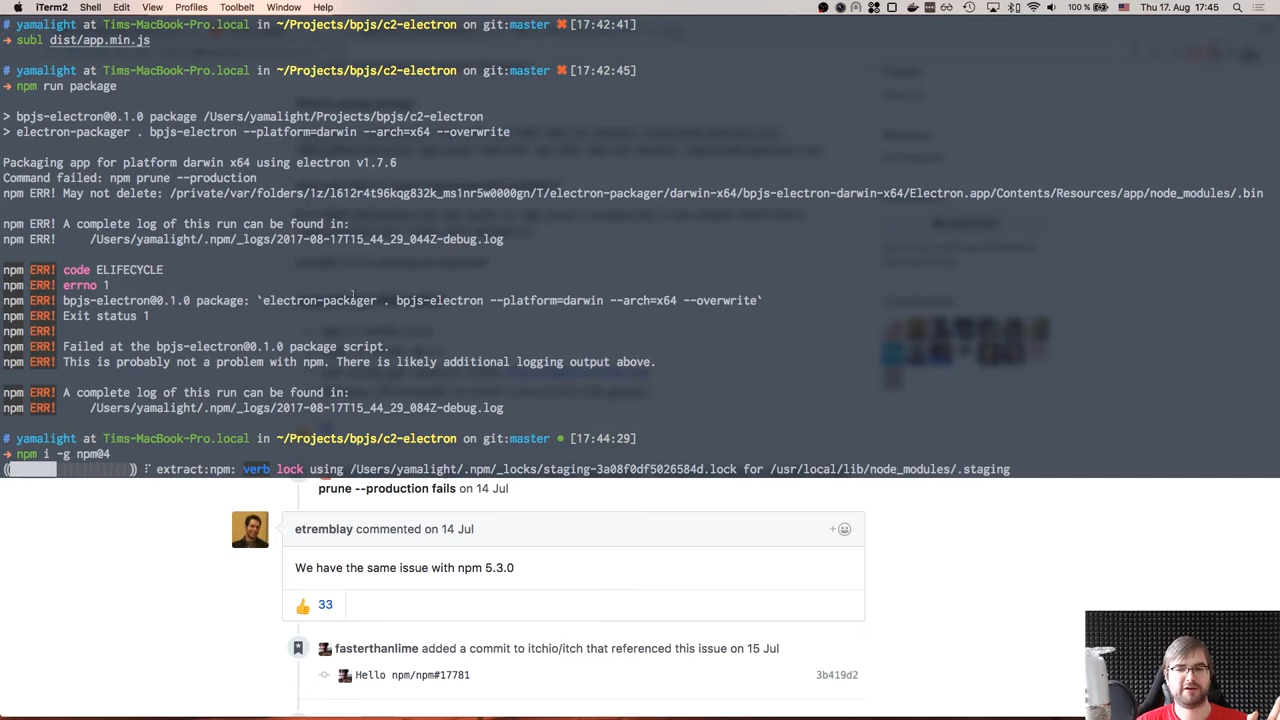 iTerm2 Shell Edit View Profiles Toolbelt Window Help 100 % Thu 17. Aug 17:45
# yamalight at Tims-MacBook-Pro.local in ~/Projects/bpjs/c2-electron on git:master ✖ [17:42:41]
→ subl dist/app.min.js
# yamalight at Tims-MacBook-Pro.local in ~/Projects/bpjs/c2-electron on git:master ✖ [17:42:45]
→ npm run package
> bpjs-electron@0.1.0 package /Users/yamalight/Projects/bpjs/c2-electron
> electron-packager . bpjs-electron --platform=darwin --arch=x64 --overwrite
Packaging app for platform darwin x64 using electron v1.7.6
Command failed: npm prune --production
npm ERR! May not delete: /private/var/folders/1z/l612r4t96kqg832k_ms1nr5w0000gn/T/electron-packager/darwin-x64/bpjs-electron-darwin-x64/Electron.app/Contents/Resources/app/node_modules/.bin
npm ERR! A complete log of this run can be found in:
npm ERR!     /Users/yamalight/.npm/_logs/2017-08-17T15_44_29_044Z-debug.log
npm ERR! code ELIFECYCLE
npm ERR! errno 1
npm ERR! bpjs-electron@0.1.0 package: `electron-packager . bpjs-electron --platform=darwin --arch=x64 --overwrite`
npm ERR! Exit status 1
npm ERR!
npm ERR! Failed at the bpjs-electron@0.1.0 package script.
npm ERR! This is probably not a problem with npm. There is likely additional logging output above.
npm ERR! A complete log of this run can be found in:
npm ERR!     /Users/yamalight/.npm/_logs/2017-08-17T15_44_29_084Z-debug.log
# yamalight at Tims-MacBook-Pro.local in ~/Projects/bpjs/c2-electron on git:master ● [17:44:29]
→ npm i -g npm@4
extract:npm: verb lock using /Users/yamalight/.npm/_locks/staging-3a08f0df5026584d.lock for /usr/local/lib/node_modules/.staging
prune --production fails on 14 Jul
etremblay commented on 14 Jul
We have the same issue with npm 5.3.0
👍 33
fasterthanlime added a commit to itchio/itch that referenced this issue on 15 Jul
Hello npm/npm#17781 3b419d2